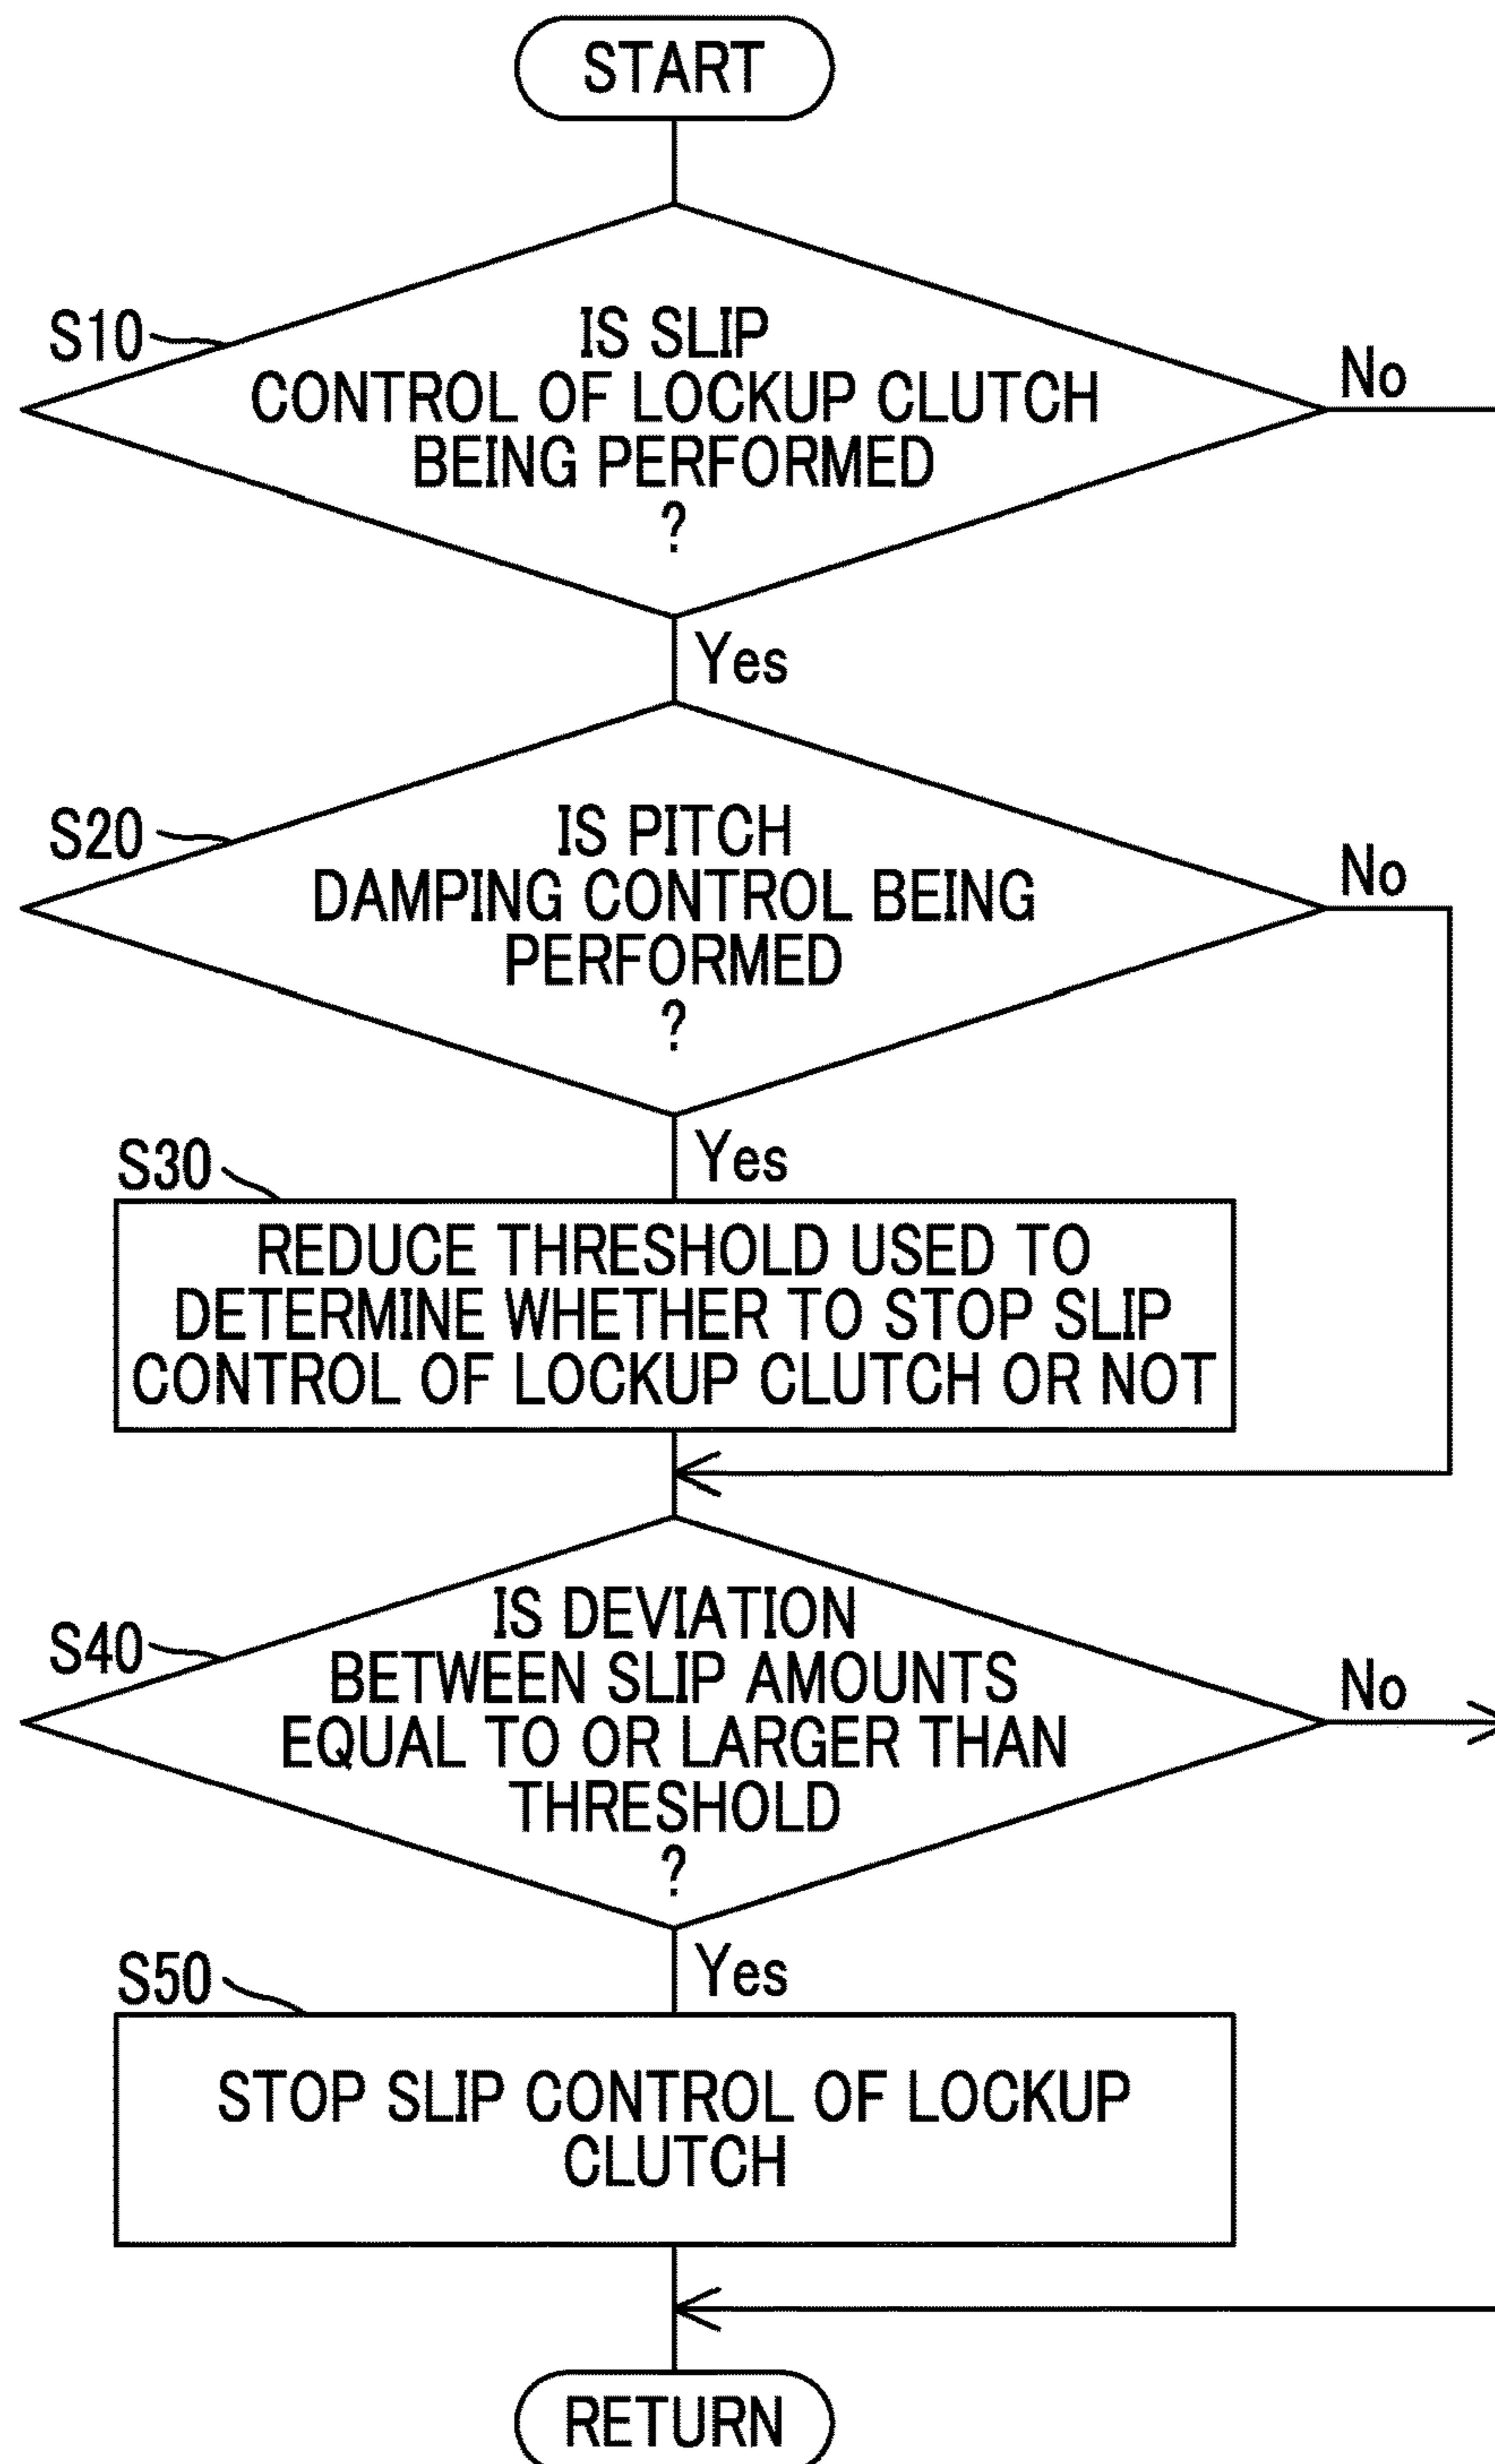 START
S10
IS SLIP
CONTROL OF LOCKUP CLUTCH
BEING PERFORMED
?
No
Yes
S20
IS PITCH
DAMPING CONTROL BEING
PERFORMED
?
No
Yes
S30
REDUCE THRESHOLD USED TO
DETERMINE WHETHER TO STOP SLIP
CONTROL OF LOCKUP CLUTCH OR NOT
S40
IS DEVIATION
BETWEEN SLIP AMOUNTS
EQUAL TO OR LARGER THAN
THRESHOLD
?
No
Yes
S50
STOP SLIP CONTROL OF LOCKUP
CLUTCH
RETURN